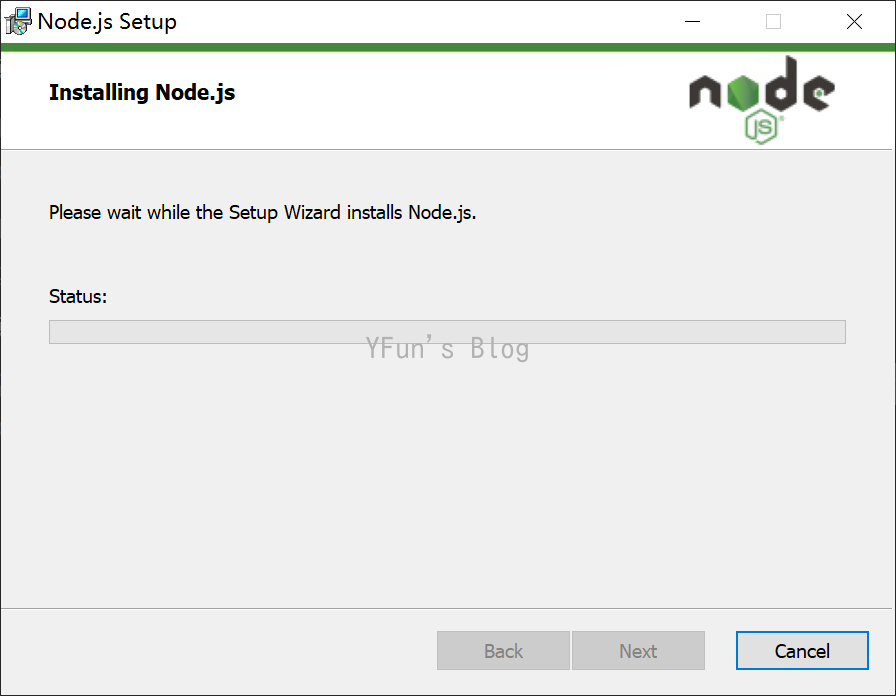 Node.js Setup
Installing Node.js
node
JS
Please wait while the Setup Wizard installs Node.js.
Status:
YFun's Blog
Back
Next
Cancel